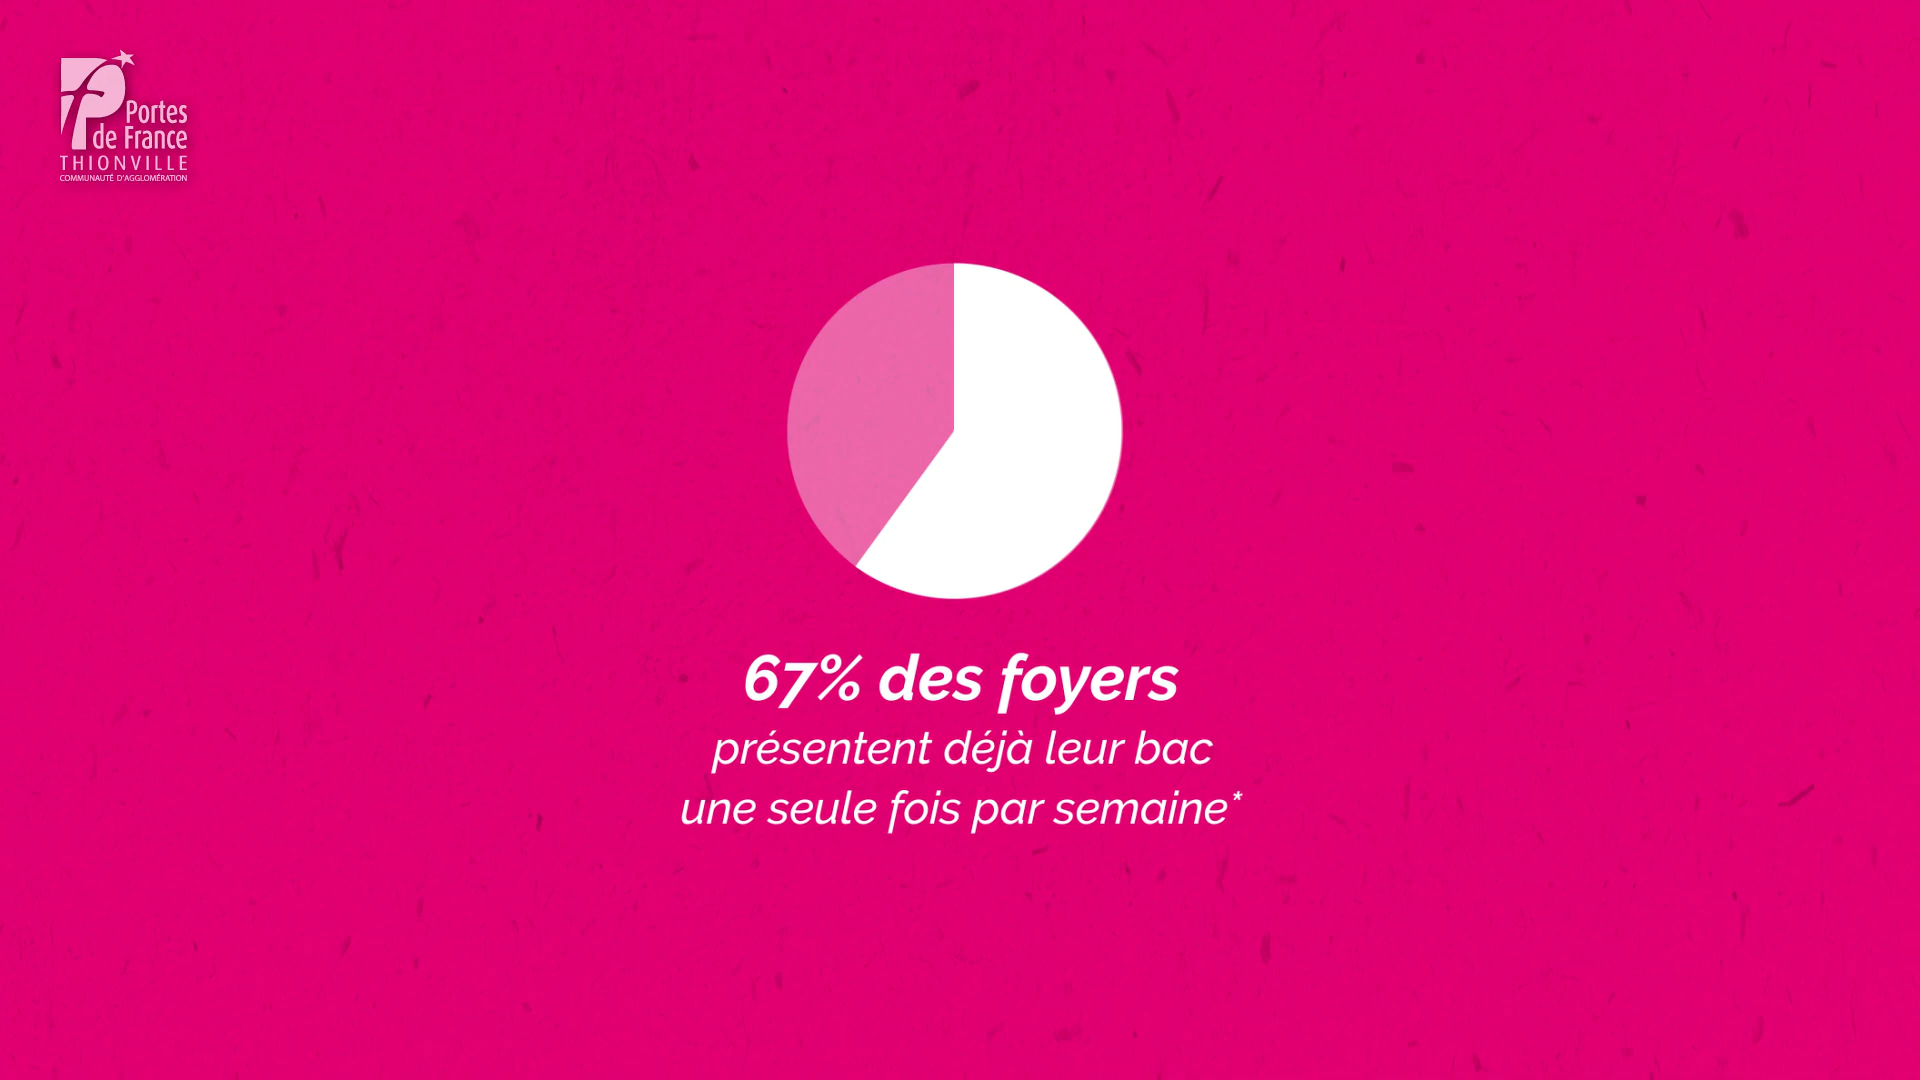 Portes
de France
THIONVILLE
COMMUNAUTÉ D'AGGLOMÉRATION
67% des foyers
présentent déjà leur bac
une seule fois par semaine*